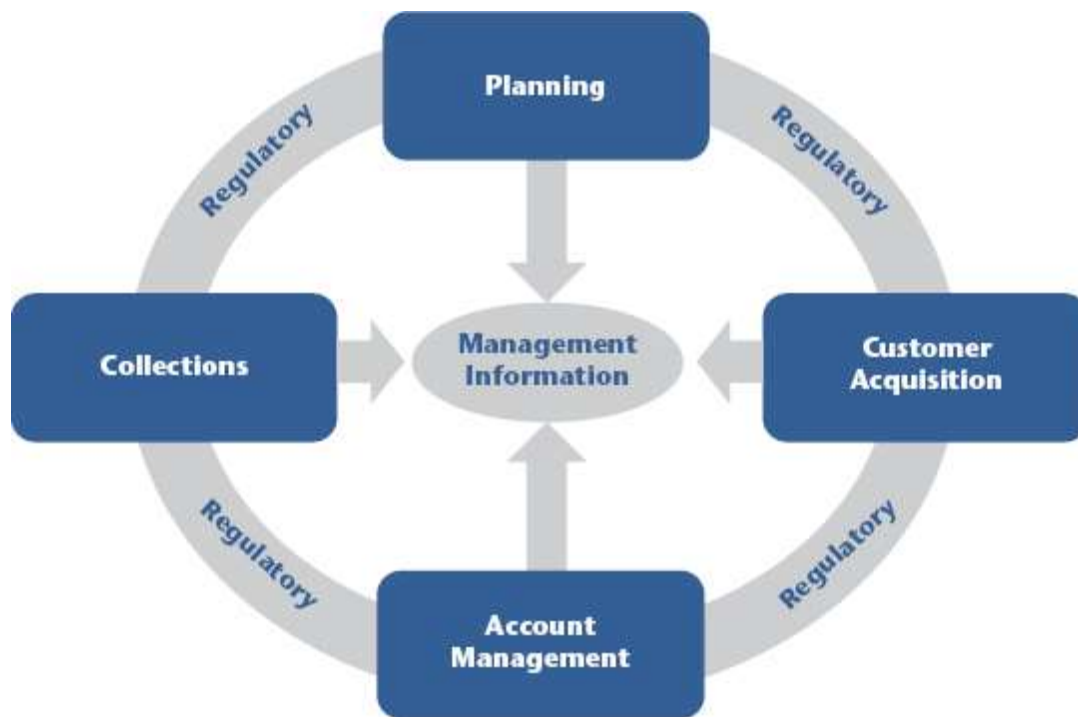 Planning
Regulatory
Regulatory
Collections
Management
Information
Customer
Acquisition
Regulatory
Regulatory
Account
Management